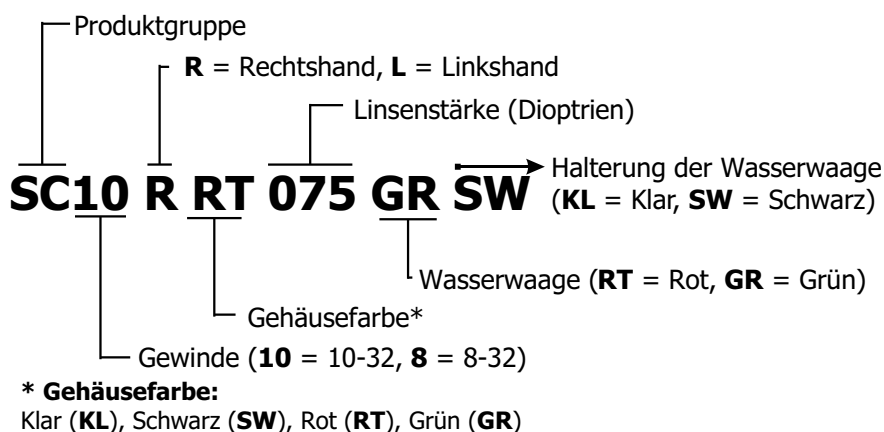 Produktgruppe
R = Rechtshand, L = Linkshand
Linsenstärke (Dioptrien)
SC10 R RT 075 GR SW
Halterung der Wasserwaage
(KL = Klar, SW = Schwarz)
Wasserwaage (RT = Rot, GR = Grün)
Gehäusefarbe*
Gewinde (10 = 10-32, 8 = 8-32)
* Gehäusefarbe:
Klar (KL), Schwarz (SW), Rot (RT), Grün (GR)